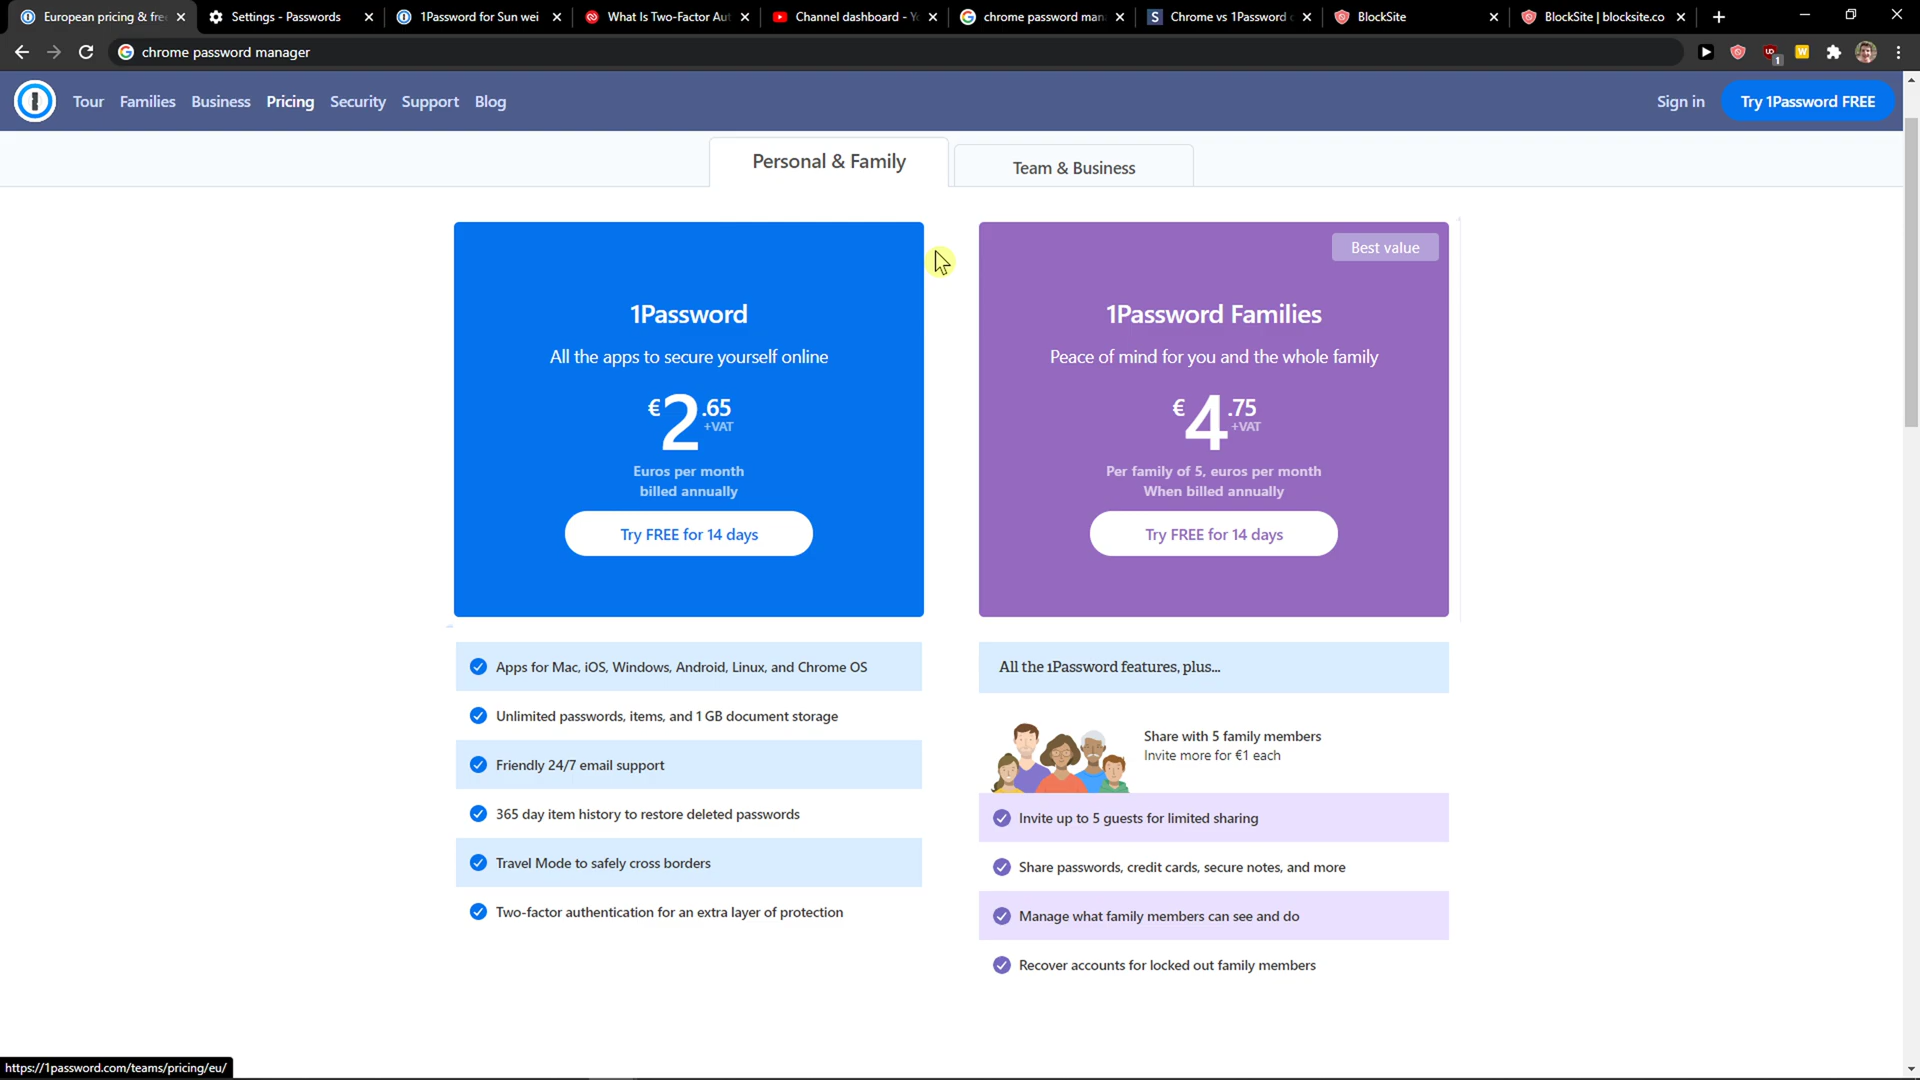 European pricing & fre
Settings - Passwords
1Password for Sun wei
What Is Two-Factor Aut
Channel dashboard - Yo
chrome password man
Chrome vs 1Password c
BlockSite
BlockSite | blocksite.co
chrome password manager
Tour
Families
Business
Pricing
Security
Support
Blog
Sign in
Try 1Password FREE
Personal & Family
Team & Business
1Password
All the apps to secure yourself online
€2.65
+VAT
Euros per month
billed annually
Try FREE for 14 days
Apps for Mac, iOS, Windows, Android, Linux, and Chrome OS
Unlimited passwords, items, and 1 GB document storage
Friendly 24/7 email support
365 day item history to restore deleted passwords
Travel Mode to safely cross borders
Two-factor authentication for an extra layer of protection
Best value
1Password Families
Peace of mind for you and the whole family
€4.75
+VAT
Per family of 5, euros per month
When billed annually
Try FREE for 14 days
All the 1Password features, plus...
Share with 5 family members
Invite more for €1 each
Invite up to 5 guests for limited sharing
Share passwords, credit cards, secure notes, and more
Manage what family members can see and do
Recover accounts for locked out family members
https://1password.com/teams/pricing/eu/